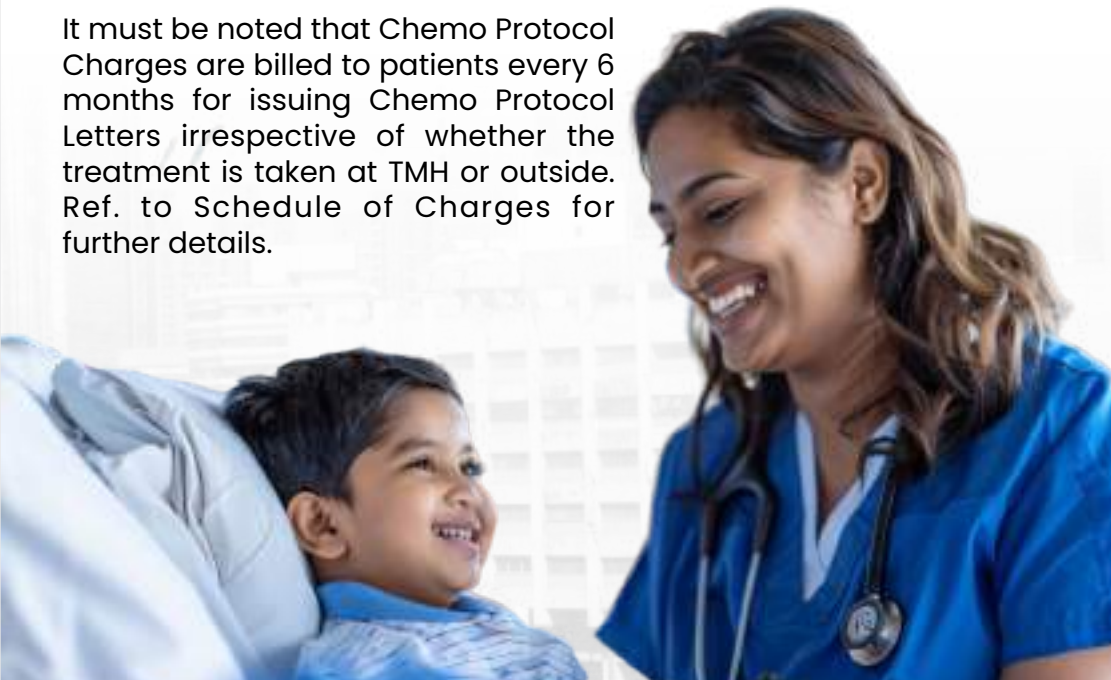 It must be noted that Chemo Protocol
Charges are billed to patients every 6
months for issuing Chemo Protocol
Letters irrespective of whether the
treatment is taken at TMH or outside.
Ref. to Schedule of Charges for
further details.